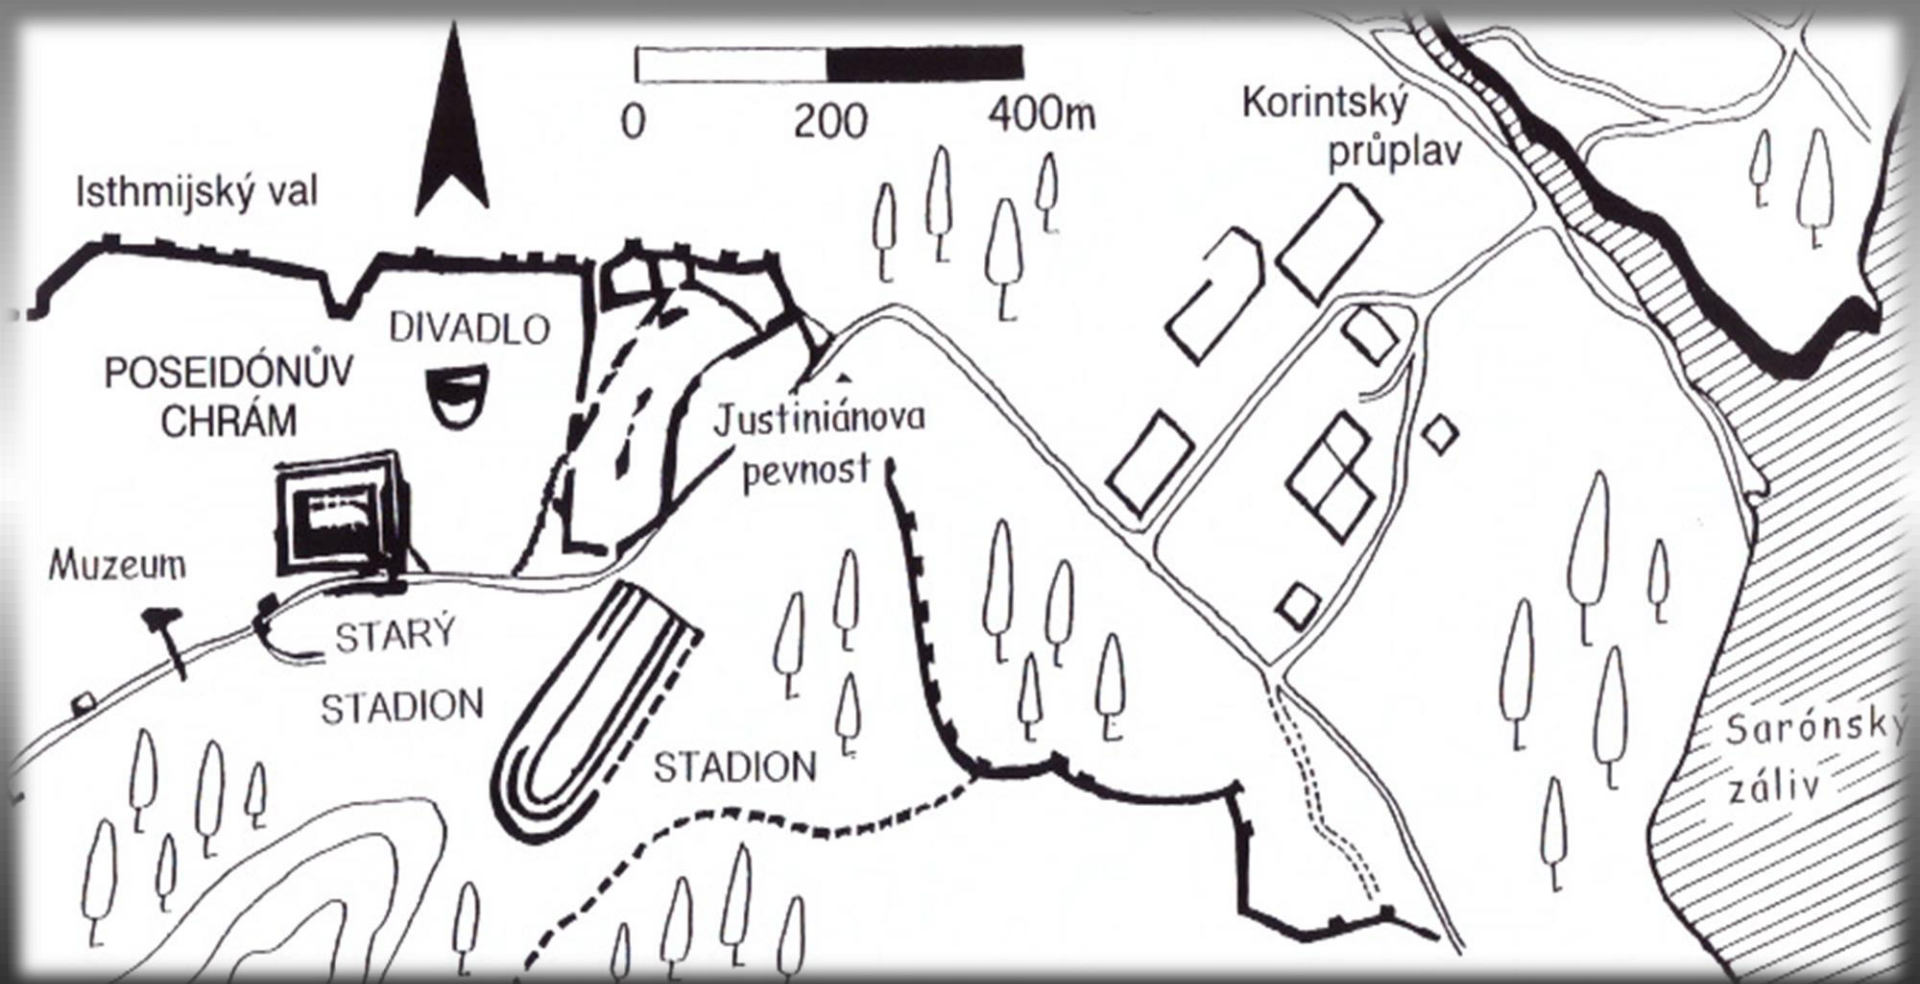 0 200 400m
Korintský
průplav
Isthmijský val
DIVADLO
POSEIDÓNŮV
CHRÁM
Justiniánova
pevnost
Muzeum
STARÝ
STADION
STADION
Sarónský
záliv